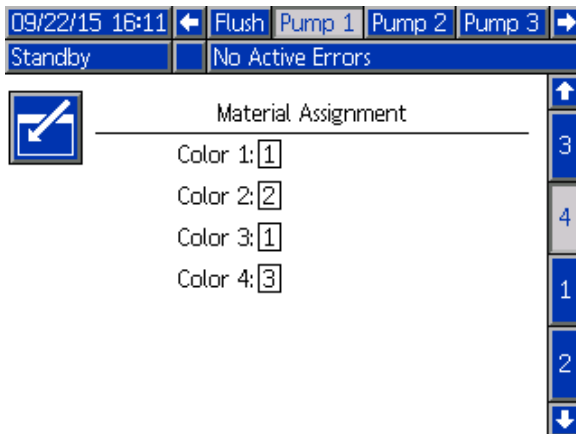 09/22/15 16:11 Flush Pump 1 Pump 2 Pump 3
Standby No Active Errors
Material Assignment
Color 1: 1
Color 2: 2
Color 3: 1
Color 4: 3
3
4
1
2